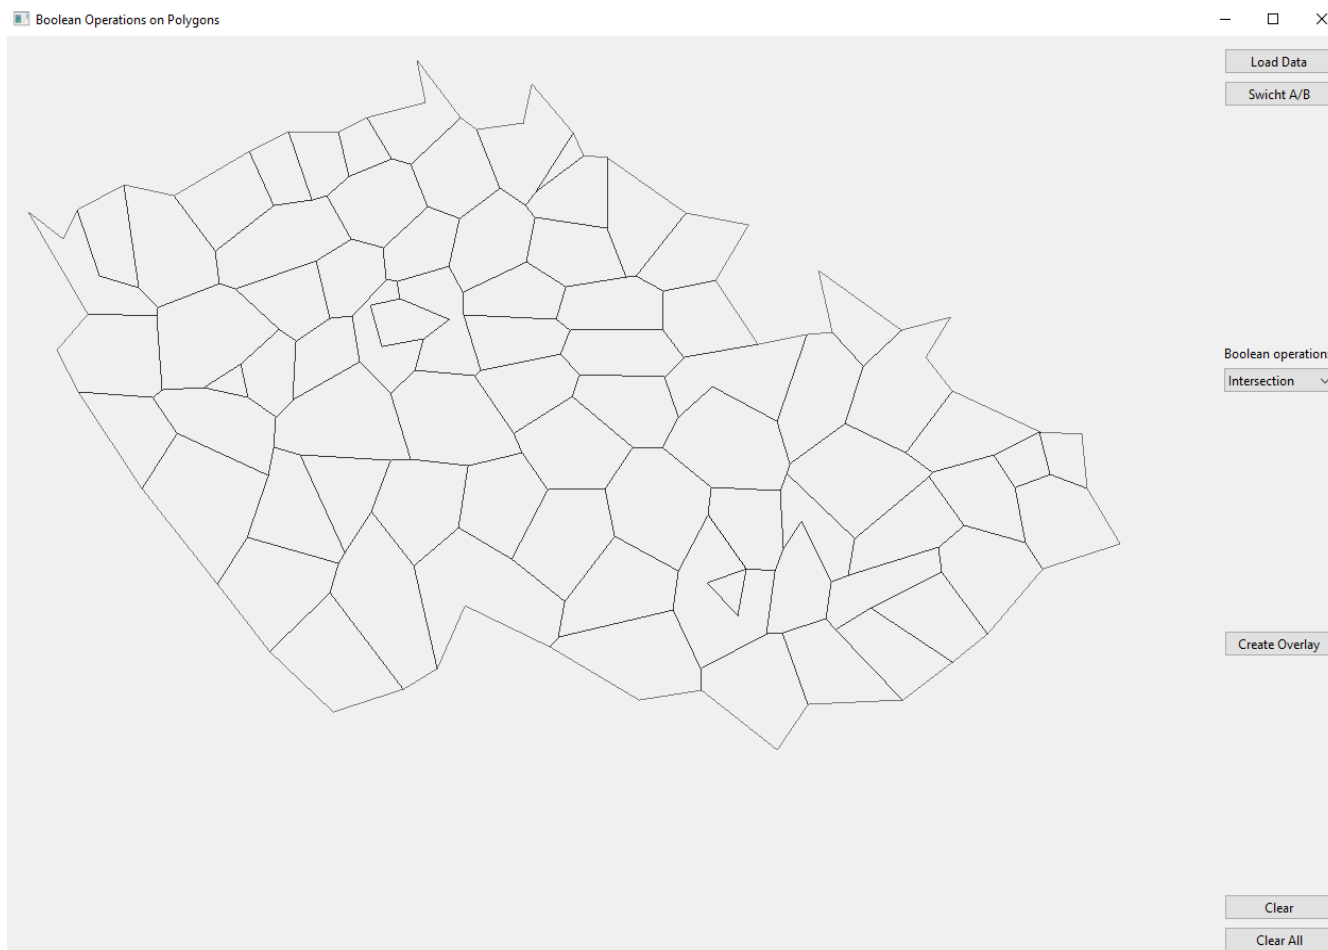 Boolean Operations on Polygons
Load Data
Swicht A/B
Boolean operation
Intersection
Create Overlay
Clear
Clear All